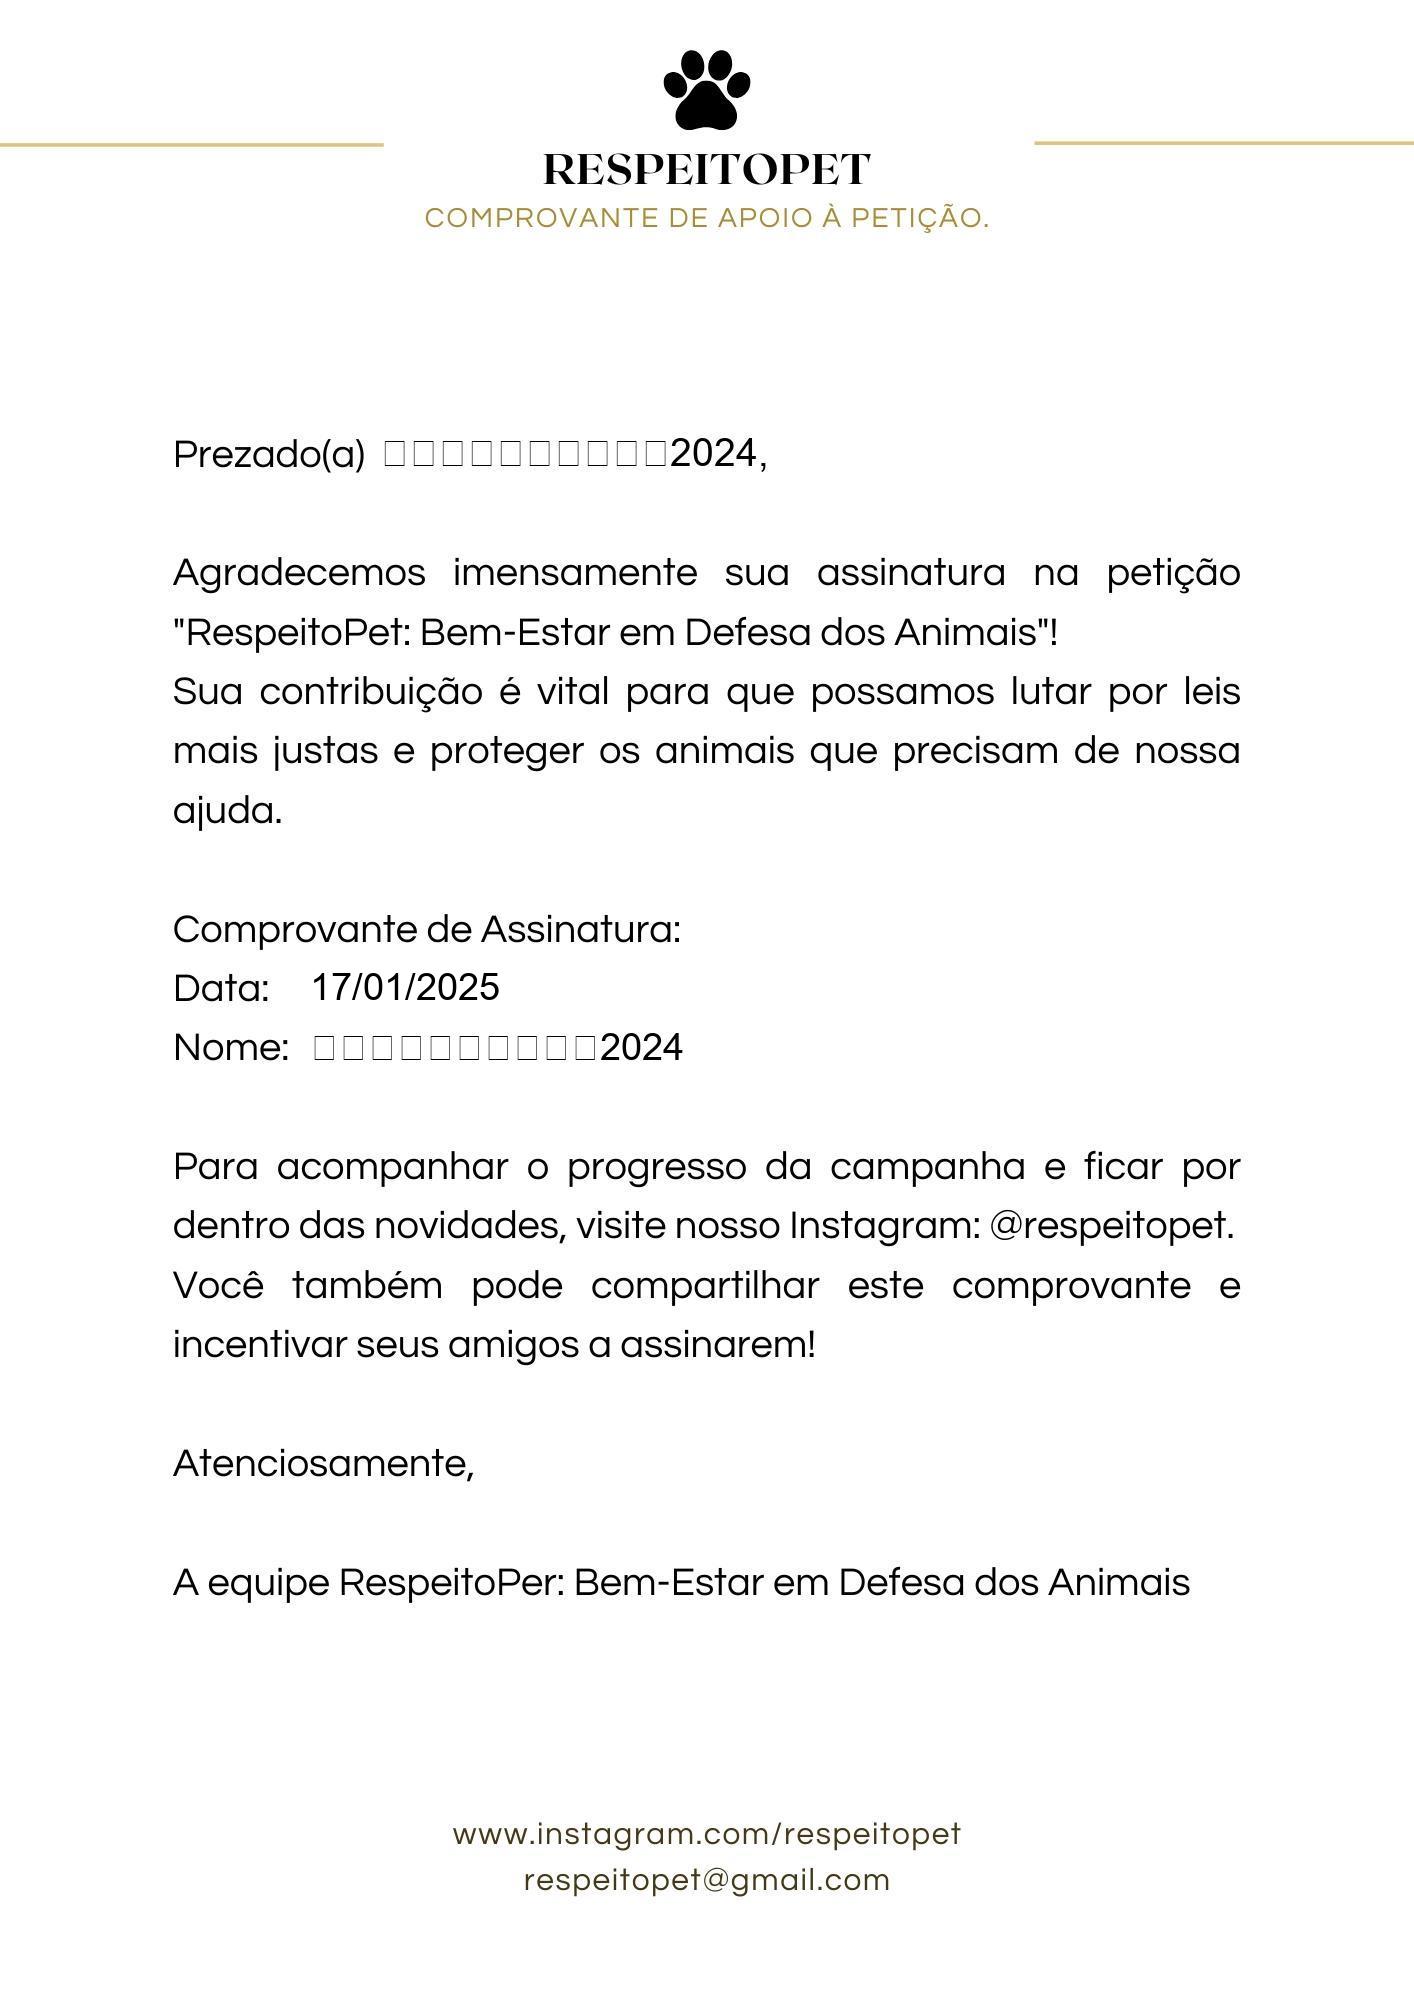 RESPEITOPET
COMPROVANTE DE APOIO À PETIÇÃO.
Prezado(a) 2024,
Agradecemos imensamente sua assinatura na petição
"RespeitoPet: Bem-Estar em Defesa dos Animais"!
Sua contribuição é vital para que possamos lutar por leis
mais justas e proteger os animais que precisam de nossa
ajuda.
Comprovante de Assinatura:
Data: 17/01/2025
Nome: 2024
Para acompanhar o progresso da campanha e ficar por
dentro das novidades, visite nosso Instagram: @respeitopet.
Você também pode compartilhar este comprovante e
incentivar seus amigos a assinarem!
Atenciosamente,
A equipe RespeitoPer: Bem-Estar em Defesa dos Animais
www.instagram.com/respeitopet
respeitopet@gmail.com